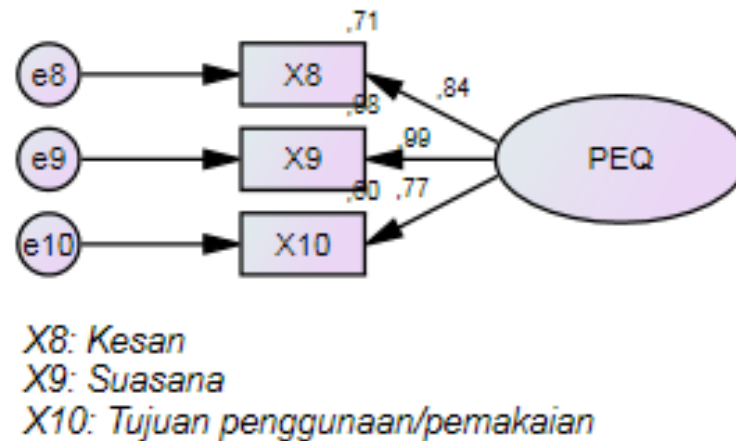 ,71
e8 X8 ,84
,98
e9 X9 ,99 PEQ
,60 ,77
e10 X10
X8: Kesan
X9: Suasana
X10: Tujuan penggunaan/pemakaian